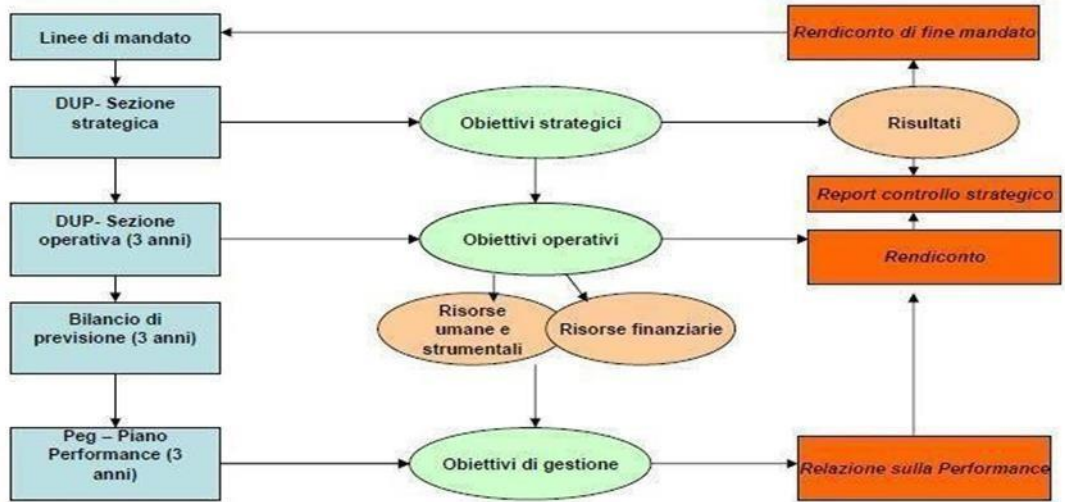 Linee di mandato
Rendiconto di fine mandato
DUP- Sezione
strategica
Obiettivi strategici
Risultati
Report controllo strategico
DUP- Sezione
operativa (3 anni)
Obiettivi operativi
Rendiconto
Bilancio di
previsione (3 anni)
Risorse
umane e
strumentali
Risorse finanziarie
Peg – Piano
Performance (3
anni)
Obiettivi di gestione
Relazione sulla Performance